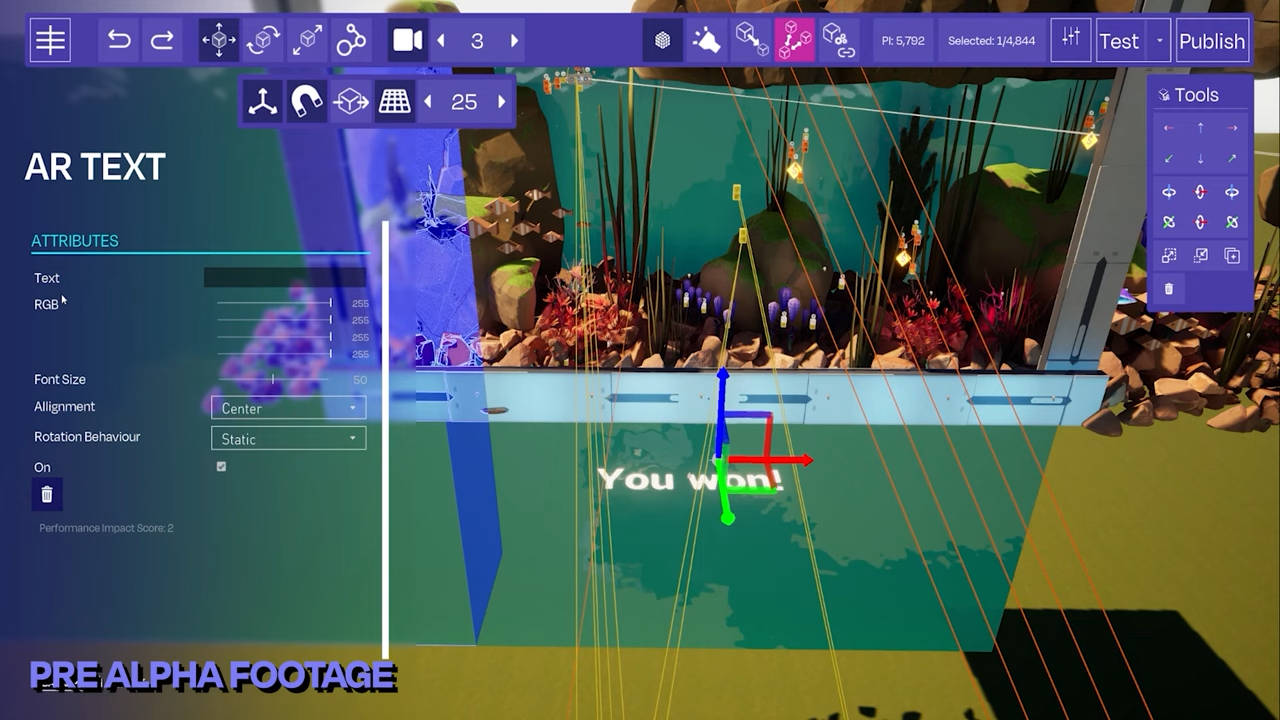 3
PI: 5,792
Selected: 1/4,844
Test
Publish
25
Tools
AR TEXT
ATTRIBUTES
Text
RGB
255
255
255
255
Font Size
50
Allignment
Center
Rotation Behaviour
Static
On
Performance Impact Score: 2
You won!
PRE ALPHA FOOTAGE